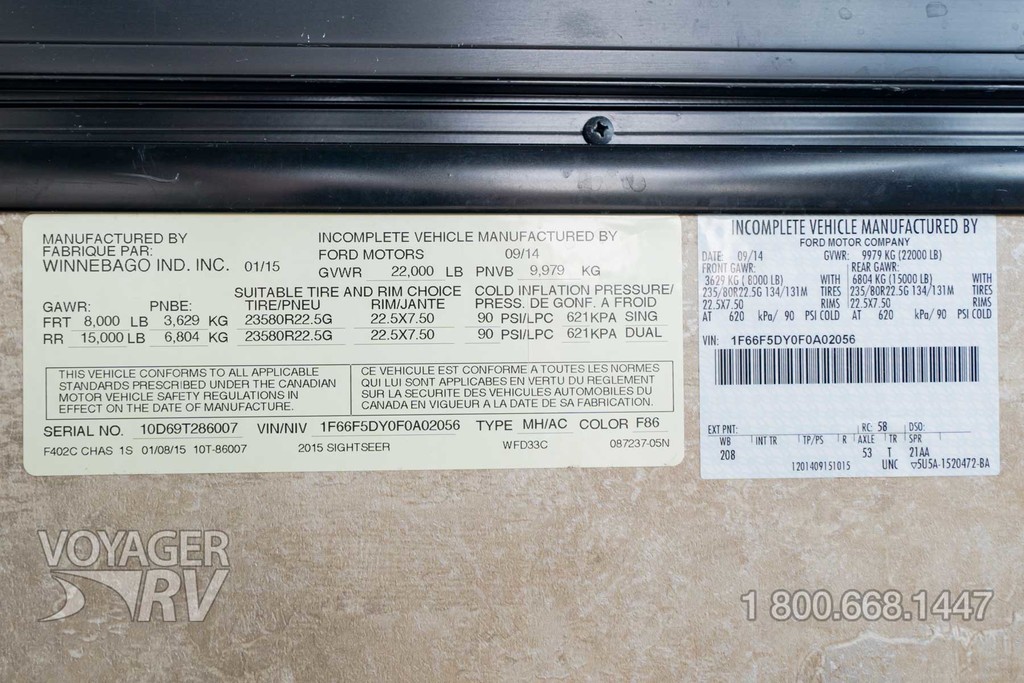 MANUFACTURED BY
FABRIQUE PAR:
WINNEBAGO IND. INC. 01/15
INCOMPLETE VEHICLE MANUFACTURED BY
FORD MOTORS 09/14
GVWR 22,000 LB PNVB 9,979 KG
SUITABLE TIRE AND RIM CHOICE COLD INFLATION PRESSURE/
GAWR: PNBE: TIRE/PNEU RIM/JANTE PRESS. DE GONF. A FROID
FRT 8,000 LB 3,629 KG 23580R22.5G 22.5X7.50 90 PSI/LPC 621KPA SING
RR 15,000 LB 6,804 KG 23580R22.5G 22.5X7.50 90 PSI/LPC 621KPA DUAL
THIS VEHICLE CONFORMS TO ALL APPLICABLE
STANDARDS PRESCRIBED UNDER THE CANADIAN
MOTOR VEHICLE SAFETY REGULATIONS IN
EFFECT ON THE DATE OF MANUFACTURE.
CE VEHICULE EST CONFORME A TOUTES LES NORMES
QUI LUI SONT APPLICABES EN VERTU DU REGLEMENT
SUR LA SECURITE DES VEHICULES AUTOMOBILES DU
CANADA EN VIGUEUR A LA DATE DE SA FABRICATION.
SERIAL NO. 10D69T286007 VIN/NIV 1F66F5DY0F0A02056 TYPE MH/AC COLOR F86
F402C CHAS 1S 01/08/15 10T-86007 2015 SIGHTSEER WFD33C 087237-05N
INCOMPLETE VEHICLE MANUFACTURED BY
FORD MOTOR COMPANY
DATE: 09/14 GVWR: 9979 KG (22000 LB)
FRONT GAWR: REAR GAWR:
3629 KG ( 8000 LB) WITH 6804 KG (15000 LB) WITH
235/80R22.5G 134/131M TIRES 235/80R22.5G 134/131M TIRES
22.5X7.50 RIMS 22.5X7.50 RIMS
AT 620 kPa/ 90 PSI COLD AT 620 kPa/ 90 PSI COLD
VIN: 1F66F5DY0F0A02056
EXT PNT: RC: 58 DSO:
WB INT TR TP/PS R AXLE TR SPR
208 53 T 21AA
1201409151015 UNC 5U5A-1520472-BA
VOYAGER
RV
1 800.668.1447